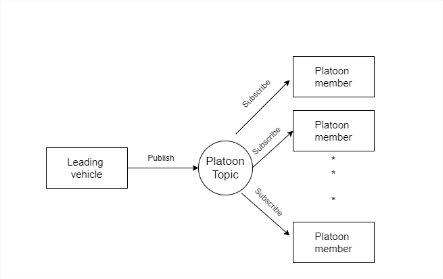 Platoon
member
Subscribe
Platoon
member
Subscribe
*
*
*
Leading
vehicle
Publish
Platoon
Topic
Subscribe
Platoon
member